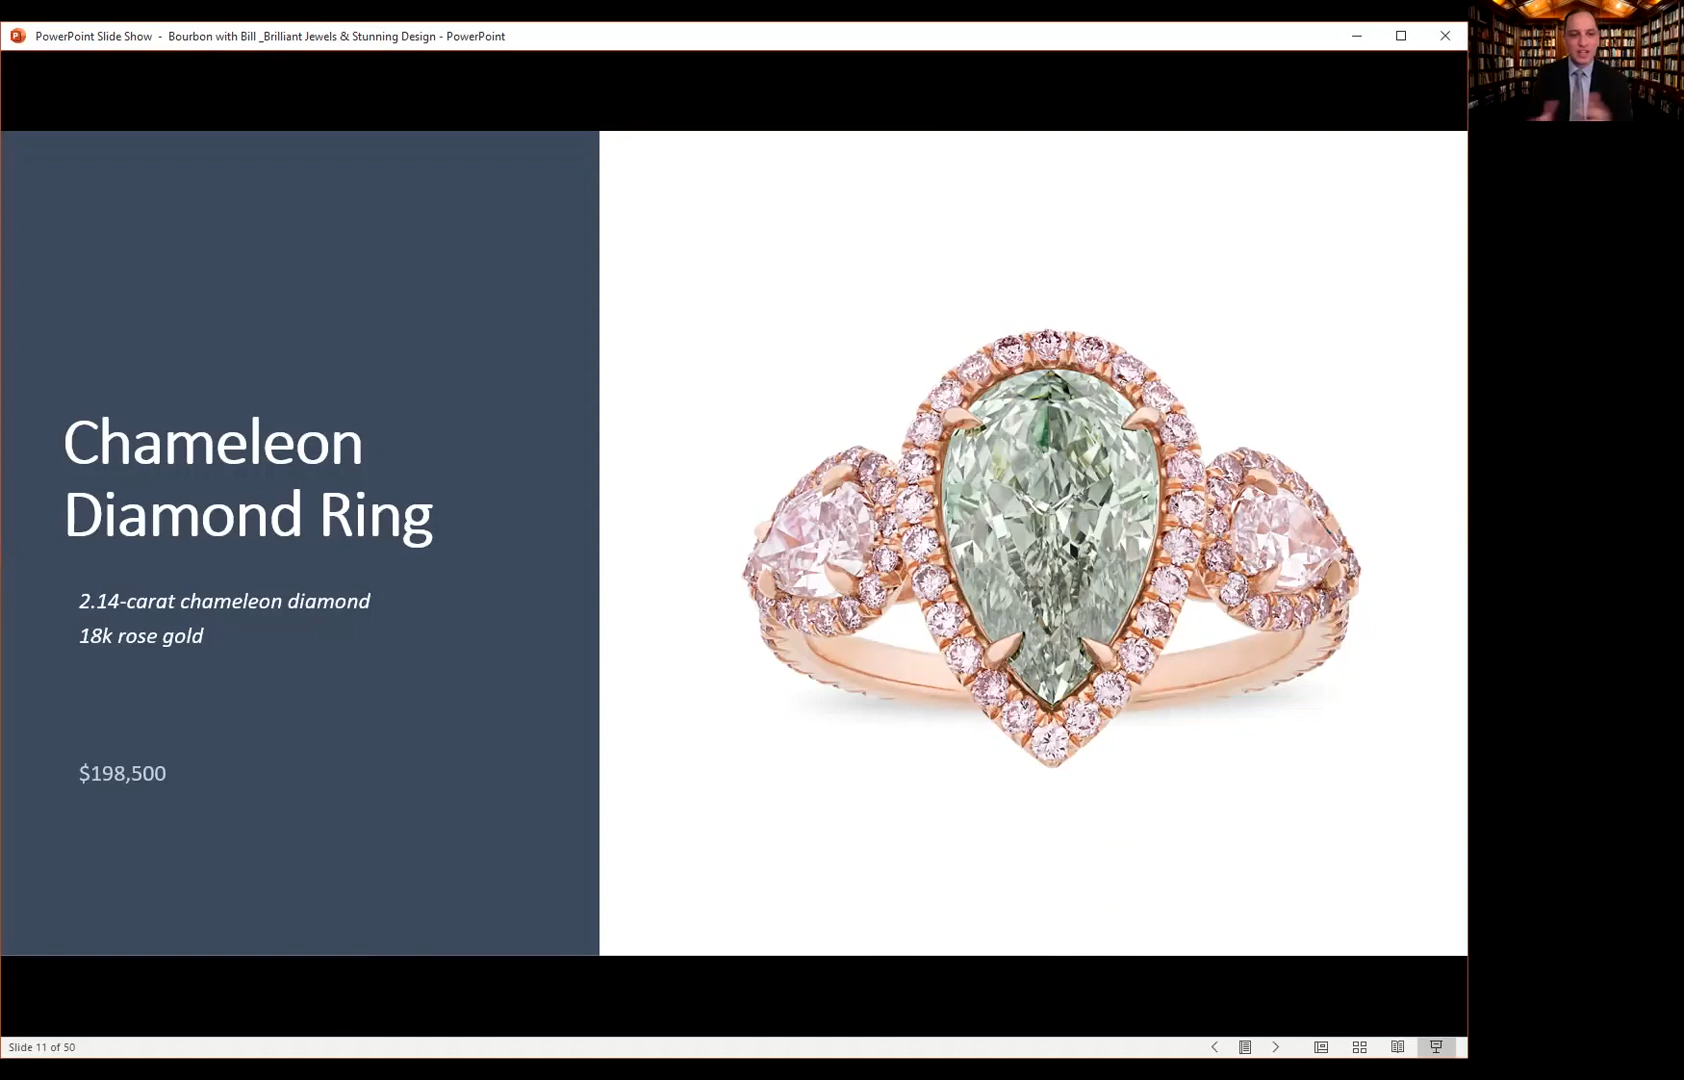 PowerPoint Slide Show - Bourbon with Bill _Brilliant Jewels & Stunning Design - PowerPoint
Chameleon
Diamond Ring
2.14-carat chameleon diamond
18k rose gold
$198,500
Slide 11 of 50